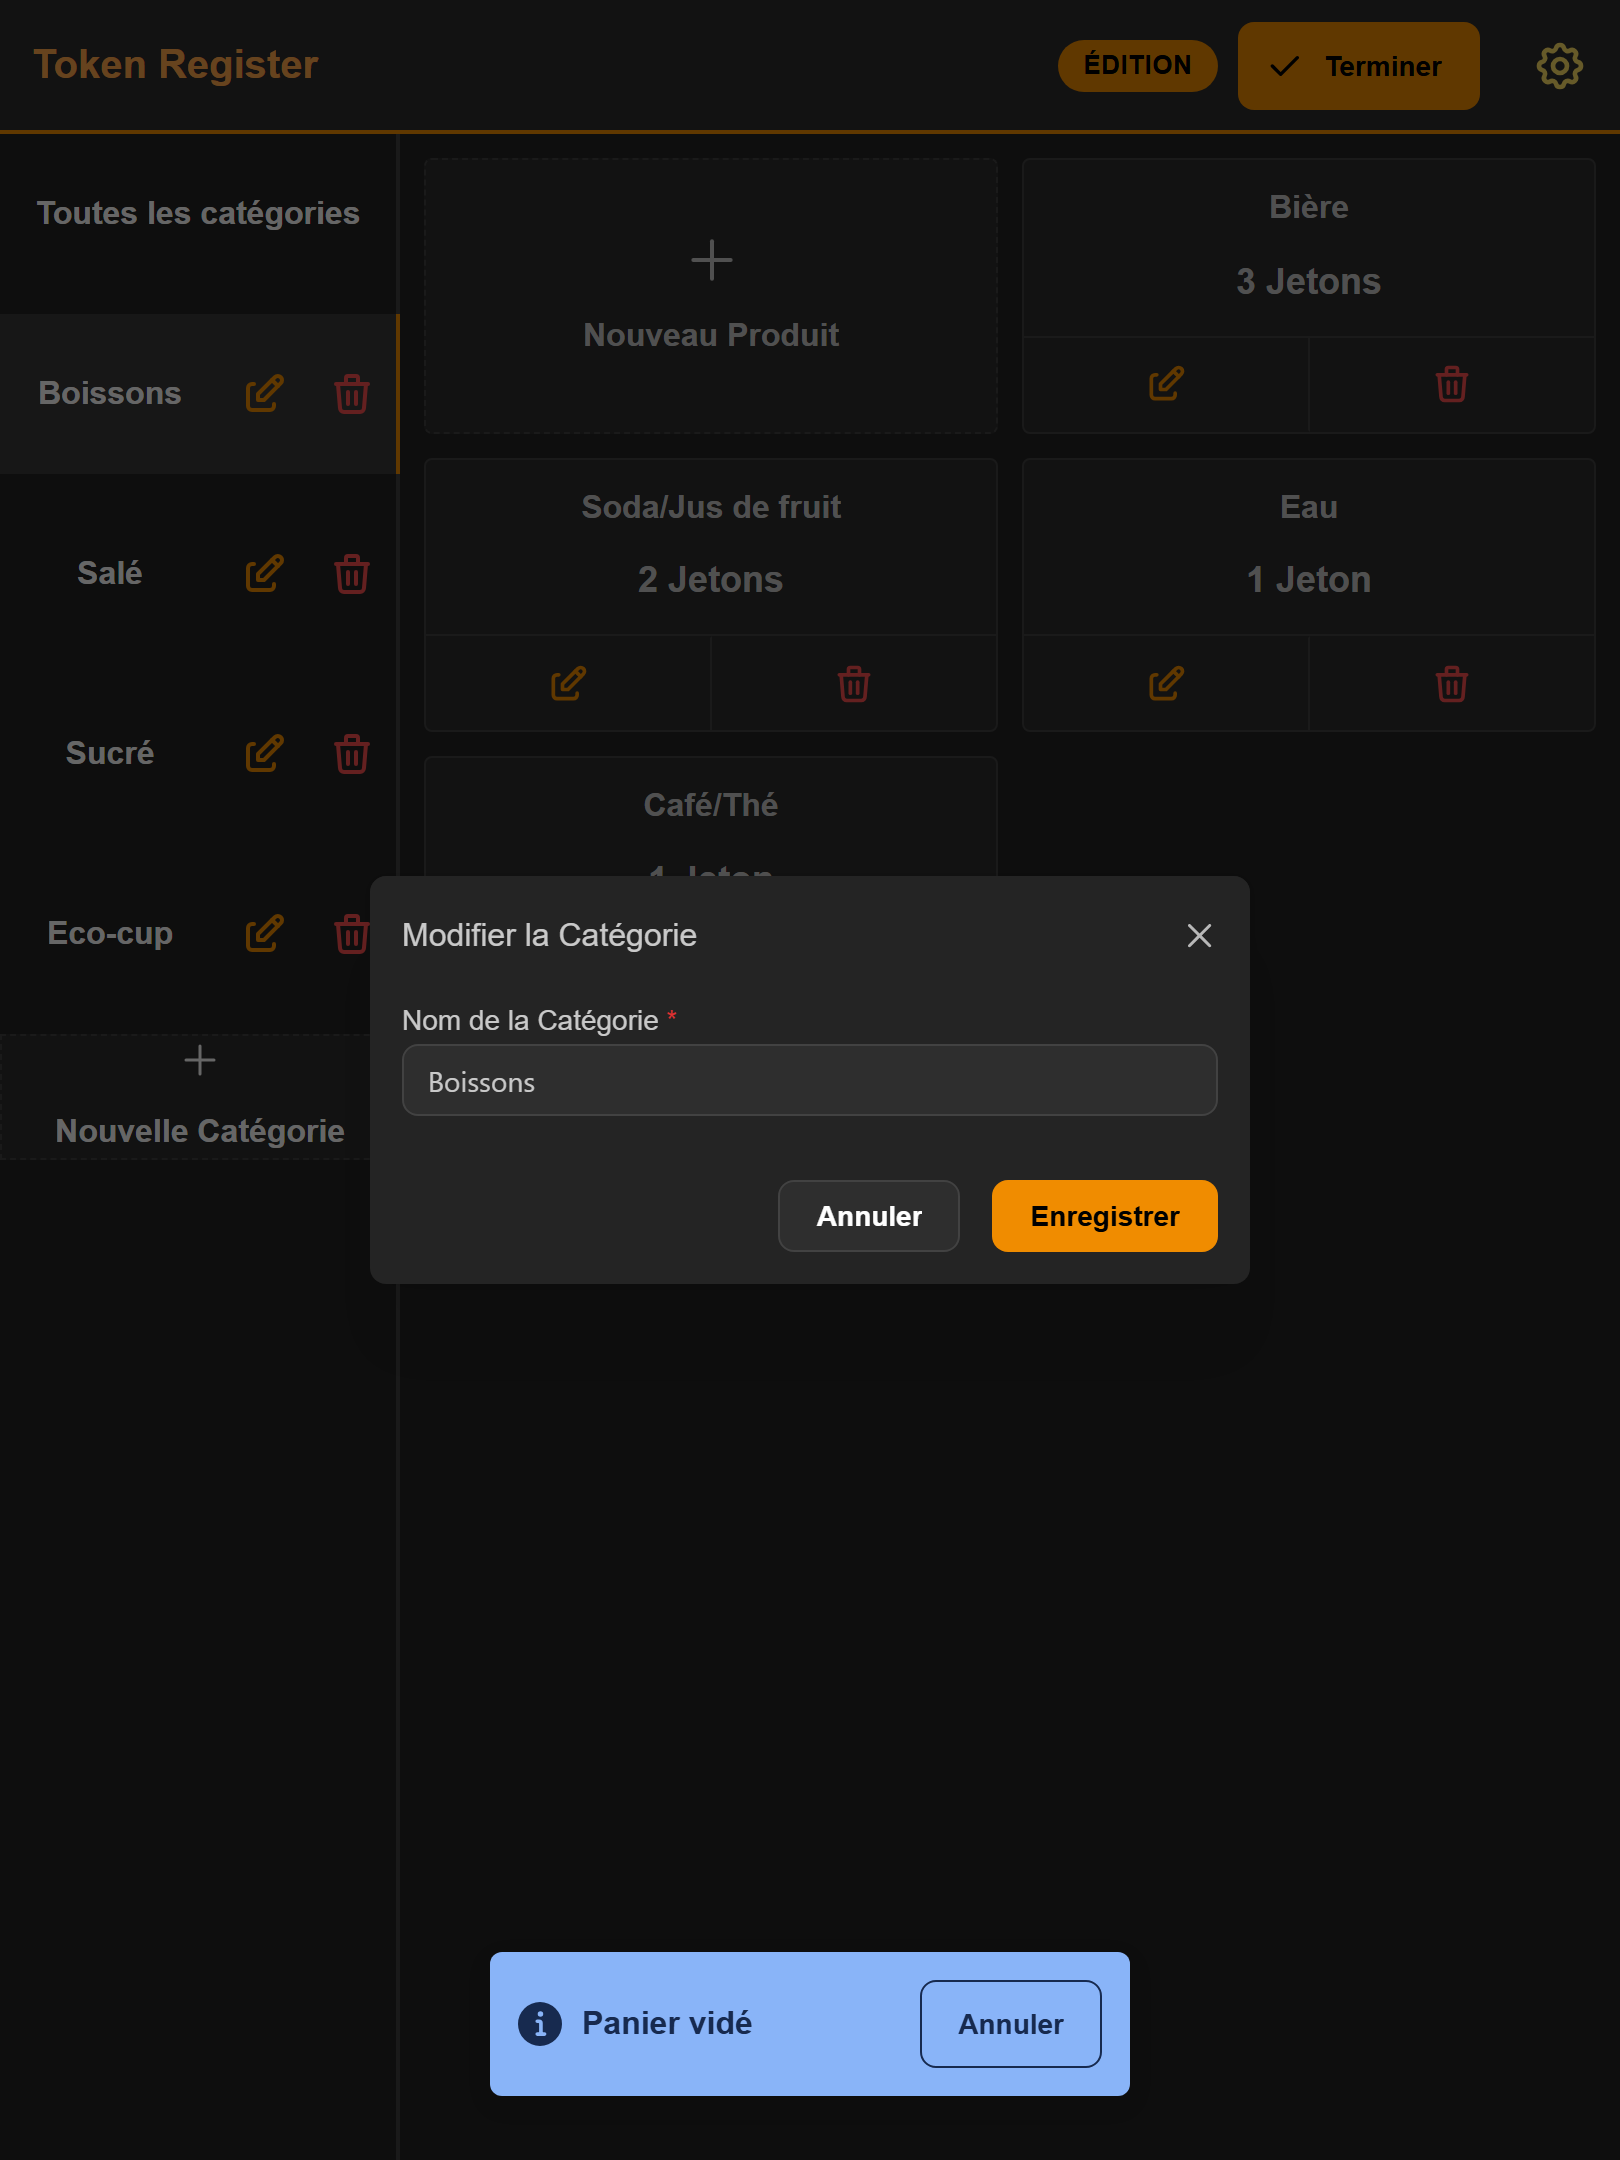 Token Register
ÉDITION
Terminer
Toutes les catégories
Boissons
Salé
Sucré
Eco-cup
Nouvelle Catégorie
Nouveau Produit
Bière
3 Jetons
Soda/Jus de fruit
2 Jetons
Eau
1 Jeton
Café/Thé
1 Jeton
Modifier la Catégorie
Nom de la Catégorie *
Boissons
Annuler
Enregistrer
Panier vidé
Annuler